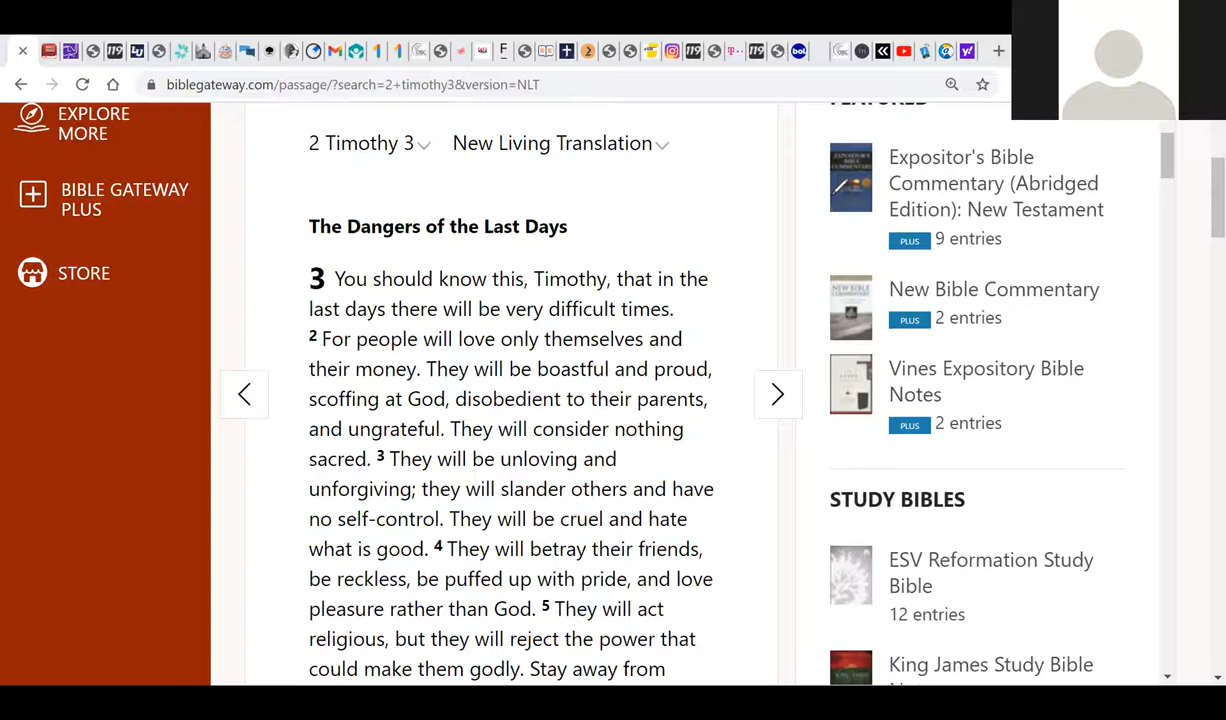 biblegateway.com/passage/?search=2+timothy3&version=NLT
EXPLORE
MORE
BIBLE GATEWAY
PLUS
STORE
2 Timothy 3
New Living Translation
The Dangers of the Last Days
3 You should know this, Timothy, that in the
last days there will be very difficult times.
2 For people will love only themselves and
their money. They will be boastful and proud,
scoffing at God, disobedient to their parents,
and ungrateful. They will consider nothing
sacred. 3 They will be unloving and
unforgiving; they will slander others and have
no self-control. They will be cruel and hate
what is good. 4 They will betray their friends,
be reckless, be puffed up with pride, and love
pleasure rather than God. 5 They will act
religious, but they will reject the power that
could make them godly. Stay away from
FEATURED
Expositor's Bible
Commentary (Abridged
Edition): New Testament
PLUS 9 entries
New Bible Commentary
PLUS 2 entries
Vines Expository Bible
Notes
PLUS 2 entries
STUDY BIBLES
ESV Reformation Study
Bible
12 entries
King James Study Bible